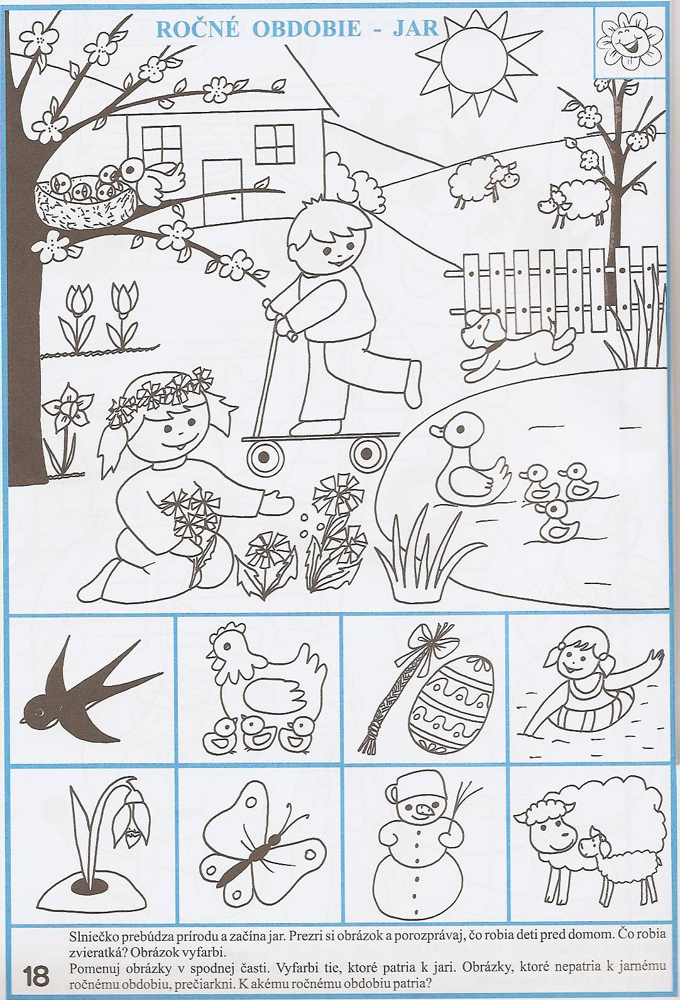 ROČNÉ OBDOBIE - JAR
Slniečko prebúdza prírodu a začína jar. Prezri si obrázok a porozprávaj, čo robia deti pred domom. Čo robia
zvieratká? Obrázok vyfarbi.
Pomenuj obrázky v spodnej časti. Vyfarbi tie, ktoré patria k jari. Obrázky, ktoré nepatria k jarnému
ročnému obdobiu, prečiarkni. K akému ročnému obdobiu patria?
18